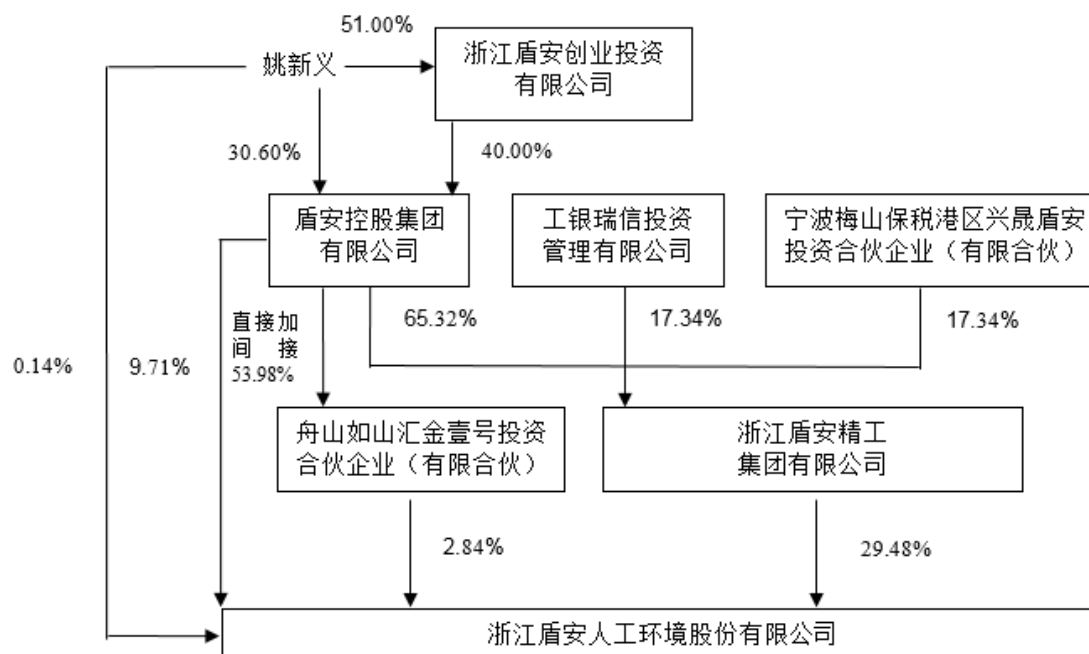 51.00%
姚新义
浙江盾安创业投资
有限公司
30.60%
40.00%
盾安控股集团
有限公司
工银瑞信投资
管理有限公司
宁波梅山保税港区兴晟盾安
投资合伙企业（有限合伙）
0.14%
9.71%
直接加
间 接
53.98%
65.32%
17.34%
17.34%
舟山如山汇金壹号投资
合伙企业（有限合伙）
浙江盾安精工
集团有限公司
2.84%
29.48%
浙江盾安人工环境股份有限公司